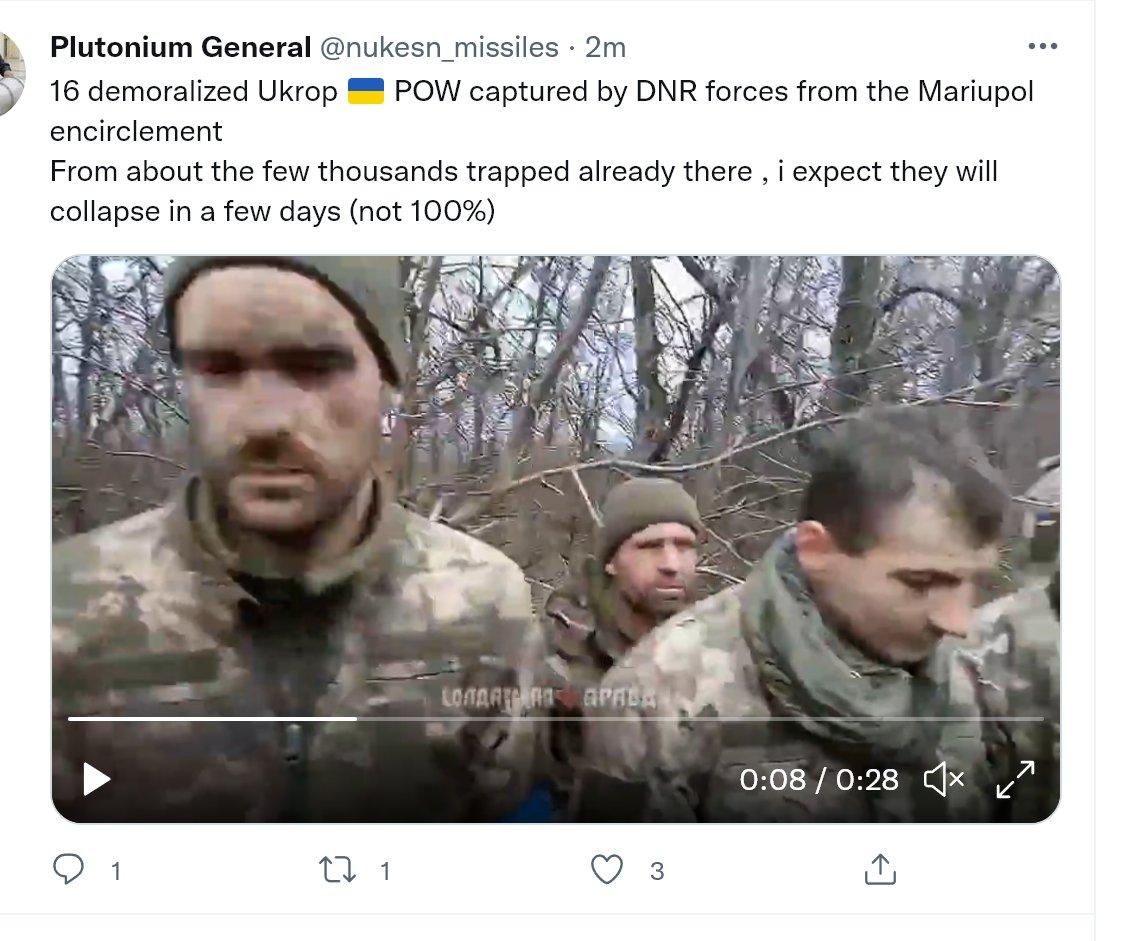 Plutonium General @nukesn_missiles · 2m
16 demoralized Ukrop 🇺🇦 POW captured by DNR forces from the Mariupol
encirclement
From about the few thousands trapped already there , i expect they will
collapse in a few days (not 100%)
0:08 / 0:28
1
1
3